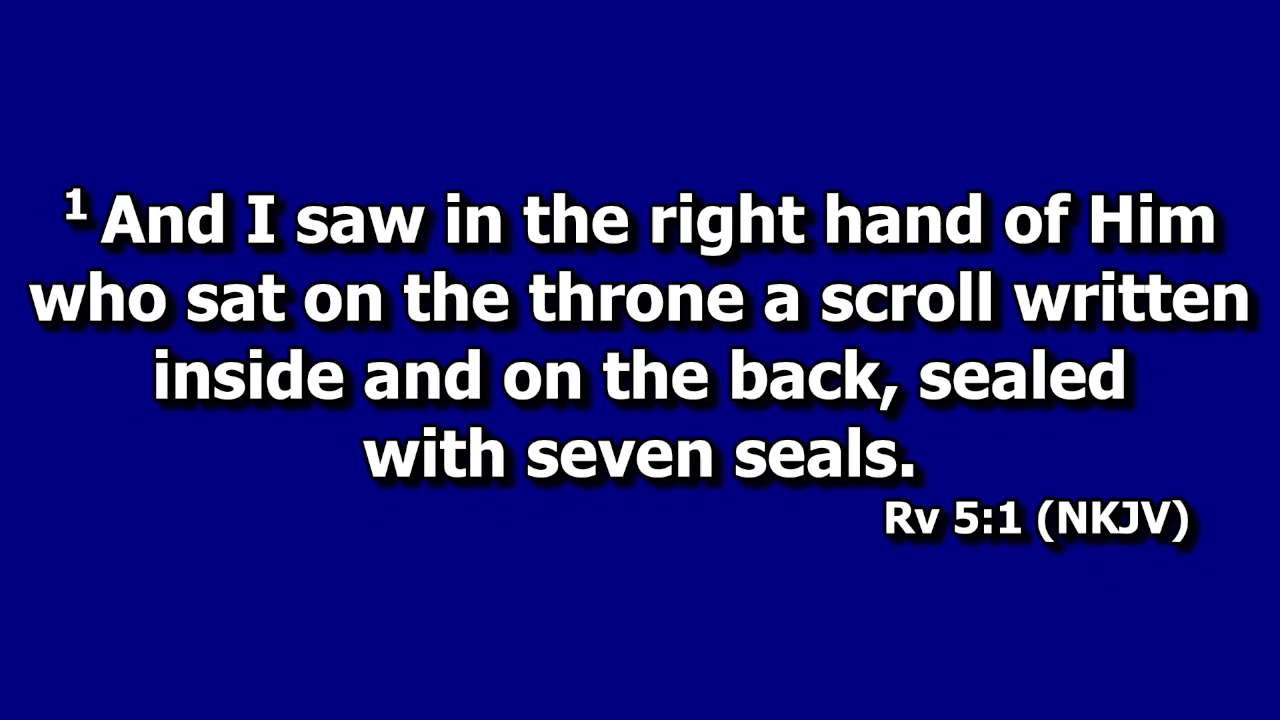 1 And I saw in the right hand of Him
who sat on the throne a scroll written
inside and on the back, sealed
with seven seals.
Rv 5:1 (NKJV)